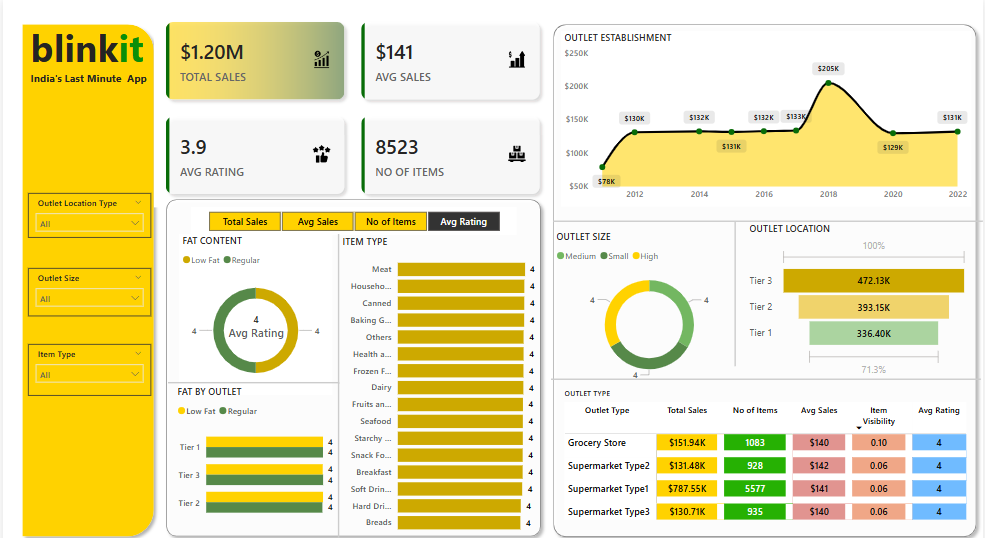 blinkit
India's Last Minute App
Outlet Location Type
All
Outlet Size
All
Item Type
All
$1.20M
TOTAL SALES
$141
AVG SALES
3.9
AVG RATING
8523
NO OF ITEMS
Total Sales
Avg Sales
No of Items
Avg Rating
FAT CONTENT
Low Fat Regular
4
4
Avg Rating
4
FAT BY OUTLET
Low Fat Regular
Tier 1
4
4
Tier 3
4
4
Tier 2
4
4
ITEM TYPE
Meat 4
Househo... 4
Canned 4
Baking G... 4
Others 4
Health a... 4
Frozen F... 4
Dairy 4
Fruits an... 4
Seafood 4
Starchy ... 4
Snack Fo... 4
Breakfast 4
Soft Drin... 4
Hard Dri... 4
Breads 4
OUTLET ESTABLISHMENT
$250K
$200K
$150K
$100K
$50K
$78K
$130K
$132K
$131K
$132K
$133K
$205K
$129K
$131K
2012 2014 2016 2018 2020 2022
OUTLET SIZE
Medium Small High
4
4
4
OUTLET LOCATION
100%
Tier 3 472.13K
Tier 2 393.15K
Tier 1 336.40K
71.3%
OUTLET TYPE
Outlet Type Total Sales No of Items Avg Sales Item Visibility Avg Rating
Grocery Store $151.94K 1083 $140 0.10 4
Supermarket Type2 $131.48K 928 $142 0.06 4
Supermarket Type1 $787.55K 5577 $141 0.06 4
Supermarket Type3 $130.71K 935 $140 0.06 4